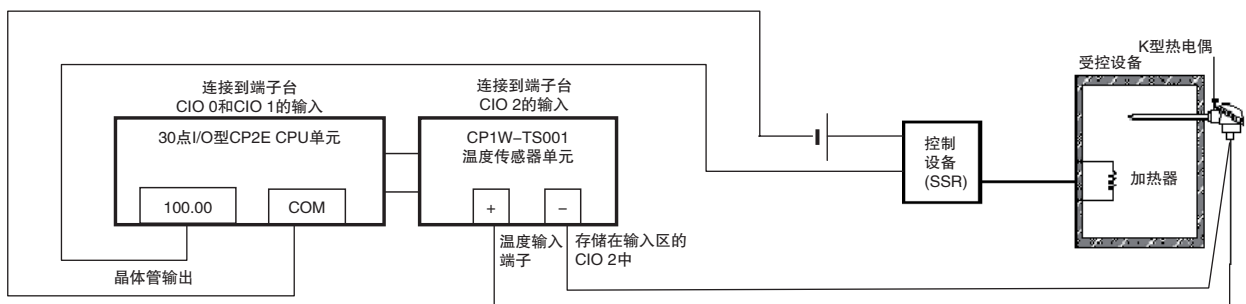 K型热电偶
受控设备
连接到端子台
CIO 0和CIO 1的输入
连接到端子台
CIO 2的输入
30点I/O型CP2E CPU单元
CP1W-TS001
温度传感器单元
控制
设备
(SSR)
加热器
100.00
COM
+
-
晶体管输出
温度输入
端子
存储在输入区的
CIO 2中